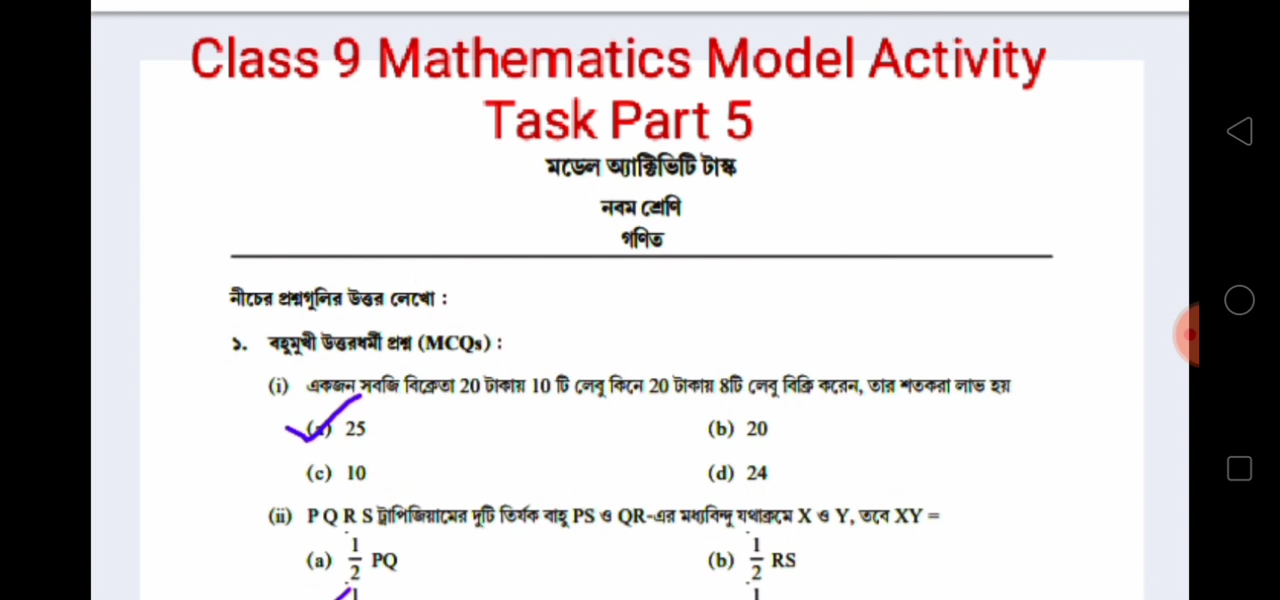 Class 9 Mathematics Model Activity
Task Part 5
মডেল অ্যাক্টিভিটি টাস্ক
নবম শ্রেণি
গণিত
নীচের প্রশ্নগুলির উত্তর লেখো :
১. বহুমুখী উত্তরধর্মী প্রশ্ন (MCQs) :
(i) একজন সবজি বিক্রেতা 20 টাকায় 10 টি লেবু কিনে 20 টাকায় 8টি লেবু বিক্রি করেন, তার শতকরা লাভ হয়
(a) 25 (b) 20
(c) 10 (d) 24
(ii) P Q R S ট্রাপিজিয়ামের দুটি তির্যক বাহু PS ও QR-এর মধ্যবিন্দু যথাক্রমে X ও Y, তবে XY =
(a) 1/2 PQ (b) 1/2 RS
1 1